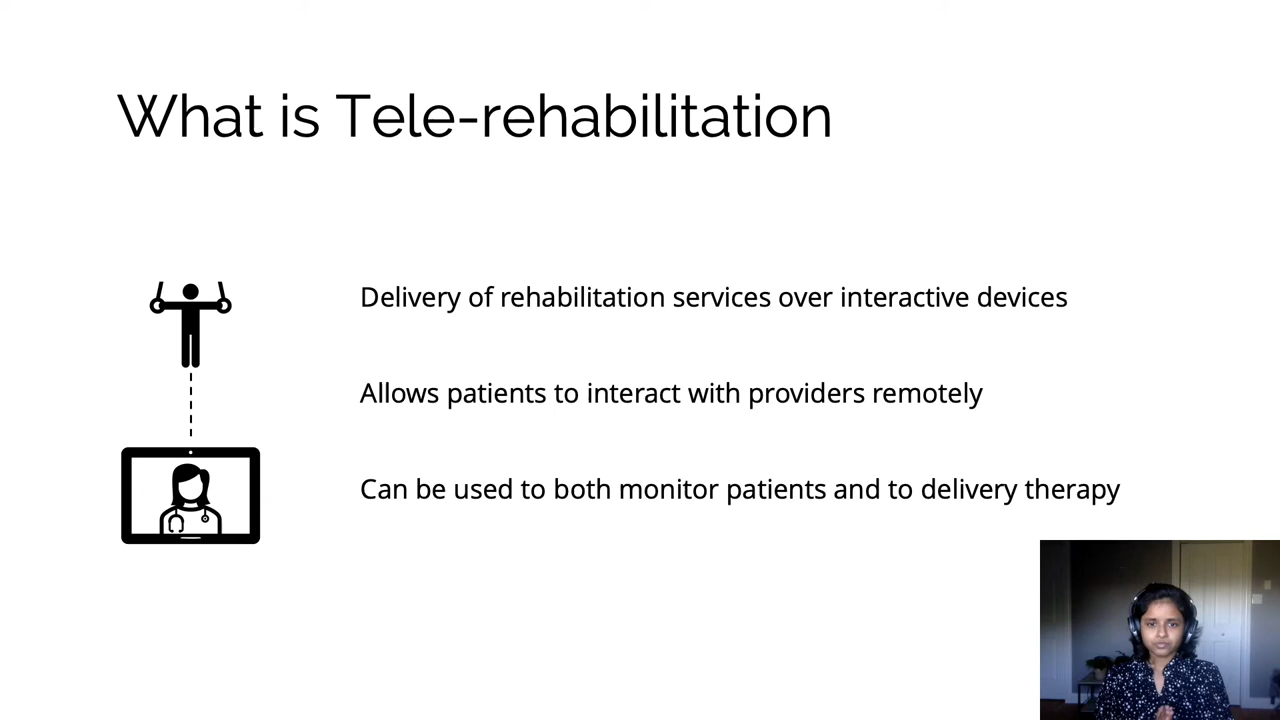 What is Tele-rehabilitation
Delivery of rehabilitation services over interactive devices
Allows patients to interact with providers remotely
Can be used to both monitor patients and to delivery therapy